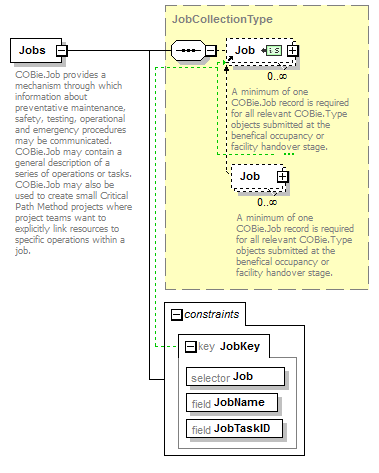 JobCollectionType
Jobs
Job
is
0..∞
COBie.Job provides a
mechanism through which
information about
preventative maintenance,
safety, testing, operational
and emergency procedures
may be communicated.
COBie.Job may contain a
general description of a
series of operations or tasks.
COBie.Job may also be
used to create small Critical
Path Method projects where
project teams want to
explicitly link resources to
specific operations within a
job.
A minimum of one
COBie.Job record is required
for all relevant COBie.Type
objects submitted at the
benefical occupancy or
facility handover stage.
Job
0..∞
A minimum of one
COBie.Job record is required
for all relevant COBie.Type
objects submitted at the
benefical occupancy or
facility handover stage.
constraints
key JobKey
selector Job
field JobName
field JobTaskID